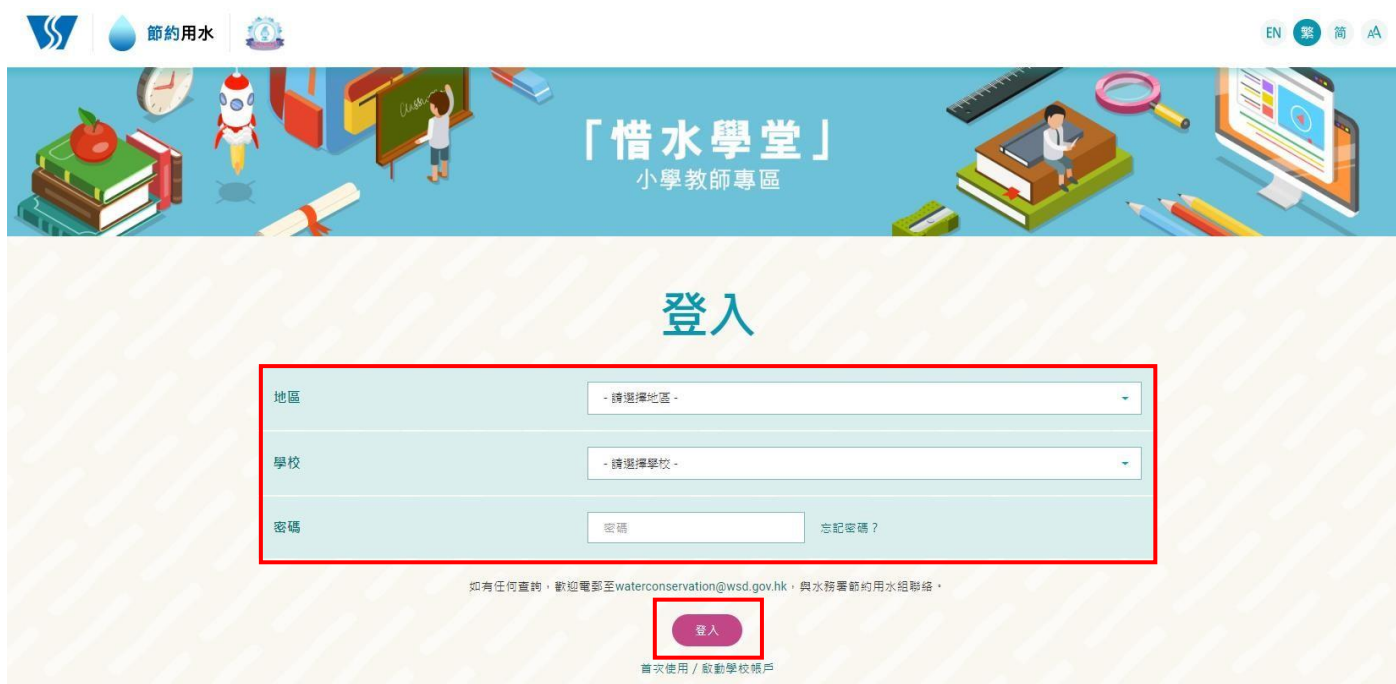 節約用水
EN 繁 简 AA
「惜水學堂」
小學教師專區
登入
地區 - 請選擇地區 -
學校 - 請選擇學校 -
密碼 密碼 忘記密碼？
如有任何查詢，歡迎電郵至waterconservation@wsd.gov.hk，與水務署節約用水組聯絡。
登入
首次使用 / 啟動學校帳戶